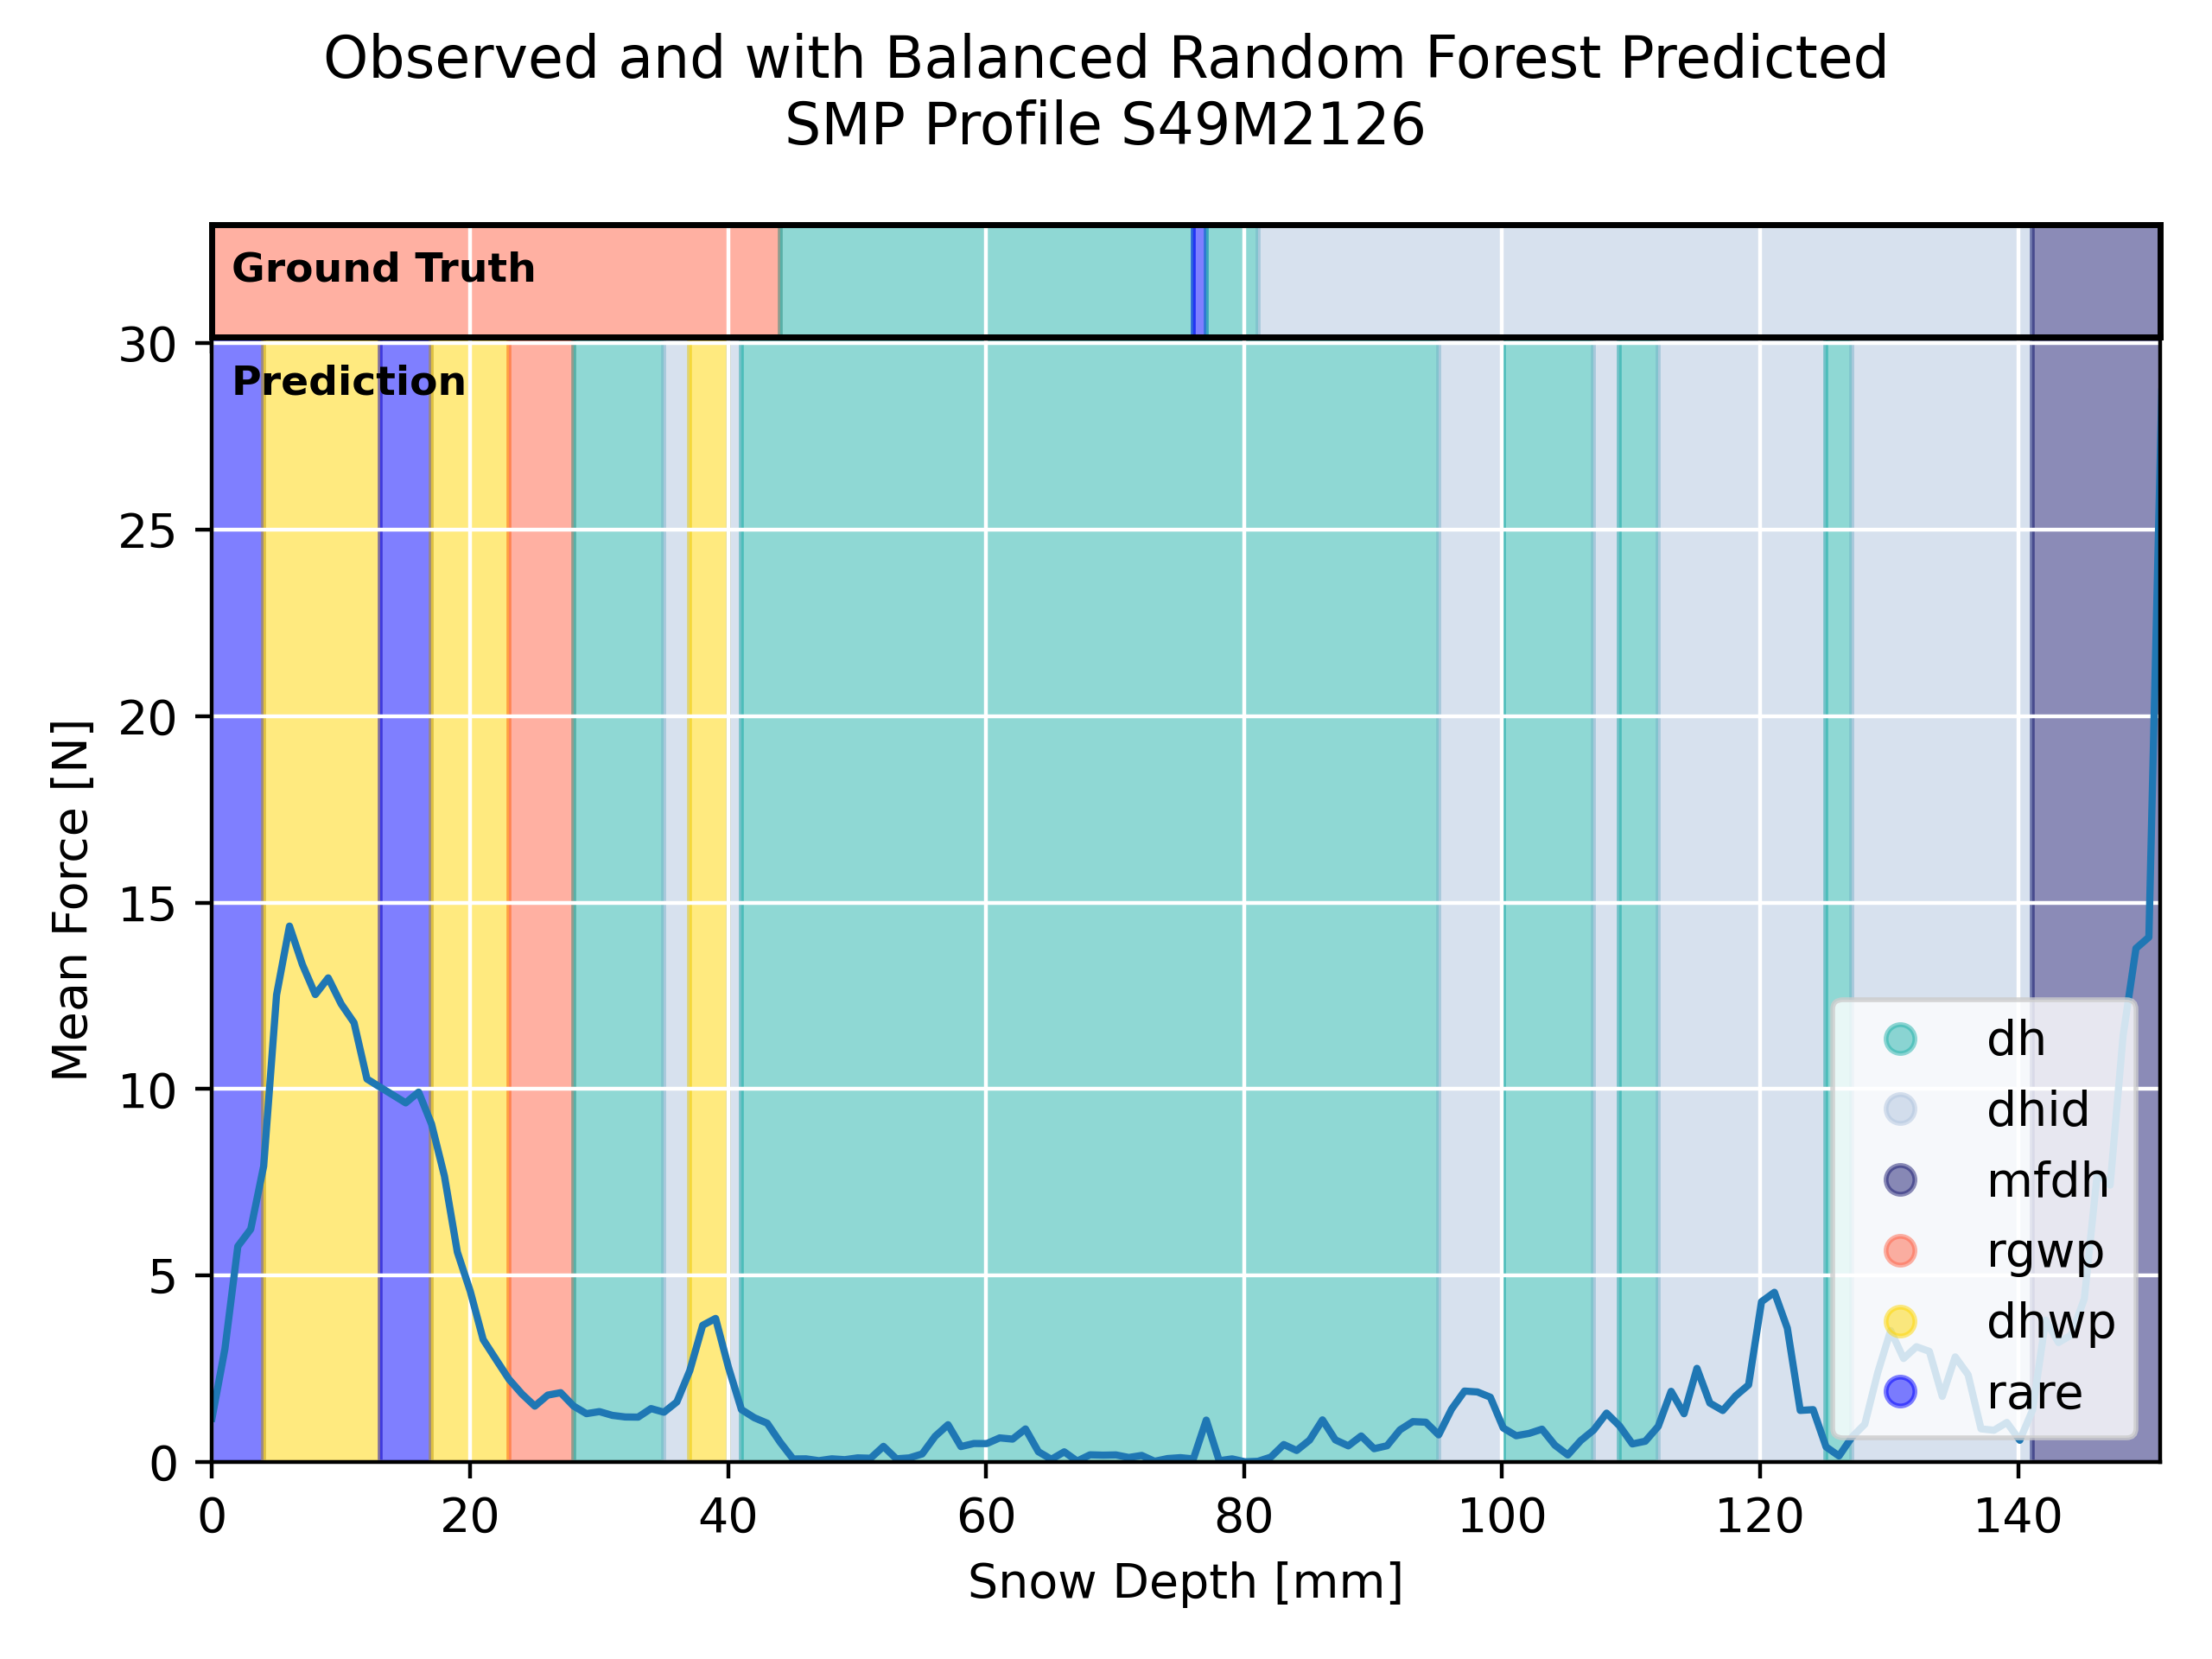 Observed and with Balanced Random Forest Predicted
SMP Profile S49M2126
Ground Truth
Prediction
30
25
20
15
10
5
0
Mean Force [N]
dh
dhid
mfdh
rgwp
dhwp
rare
0 20 40 60 80 100 120 140
Snow Depth [mm]